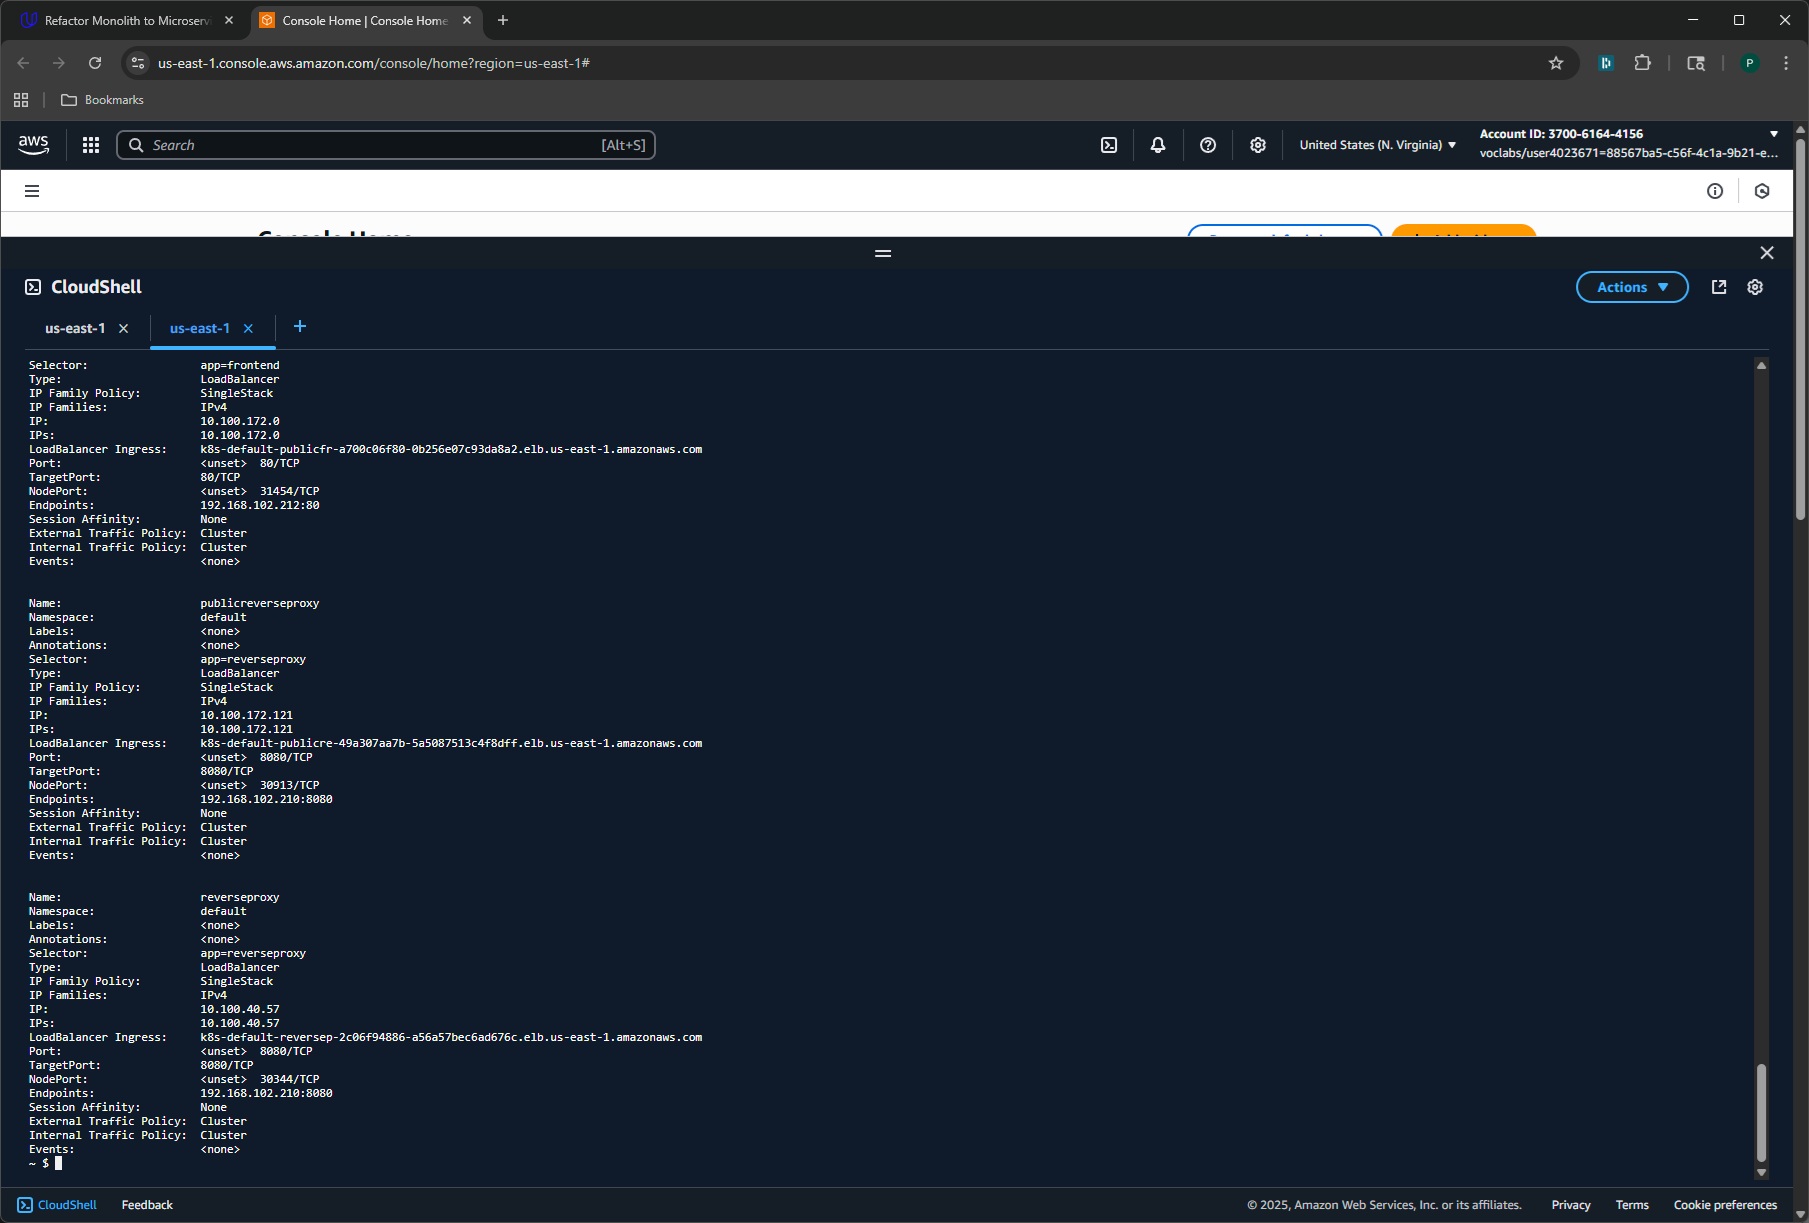 Refactor Monolith to Microserv
Console Home | Console Home
us-east-1.console.aws.amazon.com/console/home?region=us-east-1#
P
Bookmarks
aws
Search
[Alt+S]
United States (N. Virginia)
Account ID: 3700-6164-4156
voclabs/user4023671=88567ba5-c56f-4c1a-9b21-e...
Console Home
CloudShell
Actions
us-east-1
us-east-1
Selector: app=frontend
Type: LoadBalancer
IP Family Policy: SingleStack
IP Families: IPv4
IP: 10.100.172.0
IPs: 10.100.172.0
LoadBalancer Ingress: k8s-default-publicfr-a700c06f80-0b256e07c93da8a2.elb.us-east-1.amazonaws.com
Port: <unset> 80/TCP
TargetPort: 80/TCP
NodePort: <unset> 31454/TCP
Endpoints: 192.168.102.212:80
Session Affinity: None
External Traffic Policy: Cluster
Internal Traffic Policy: Cluster
Events: <none>
Name: publicreverseproxy
Namespace: default
Labels: <none>
Annotations: <none>
Selector: app=reverseproxy
Type: LoadBalancer
IP Family Policy: SingleStack
IP Families: IPv4
IP: 10.100.172.121
IPs: 10.100.172.121
LoadBalancer Ingress: k8s-default-publicre-49a307aa7b-5a5087513c4f8dff.elb.us-east-1.amazonaws.com
Port: <unset> 8080/TCP
TargetPort: 8080/TCP
NodePort: <unset> 30913/TCP
Endpoints: 192.168.102.210:8080
Session Affinity: None
External Traffic Policy: Cluster
Internal Traffic Policy: Cluster
Events: <none>
Name: reverseproxy
Namespace: default
Labels: <none>
Annotations: <none>
Selector: app=reverseproxy
Type: LoadBalancer
IP Family Policy: SingleStack
IP Families: IPv4
IP: 10.100.40.57
IPs: 10.100.40.57
LoadBalancer Ingress: k8s-default-reversep-2c06f94886-a56a57bec6ad676c.elb.us-east-1.amazonaws.com
Port: <unset> 8080/TCP
TargetPort: 8080/TCP
NodePort: <unset> 30344/TCP
Endpoints: 192.168.102.210:8080
Session Affinity: None
External Traffic Policy: Cluster
Internal Traffic Policy: Cluster
Events: <none>
~ $
CloudShell
Feedback
© 2025, Amazon Web Services, Inc. or its affiliates.
Privacy
Terms
Cookie preferences